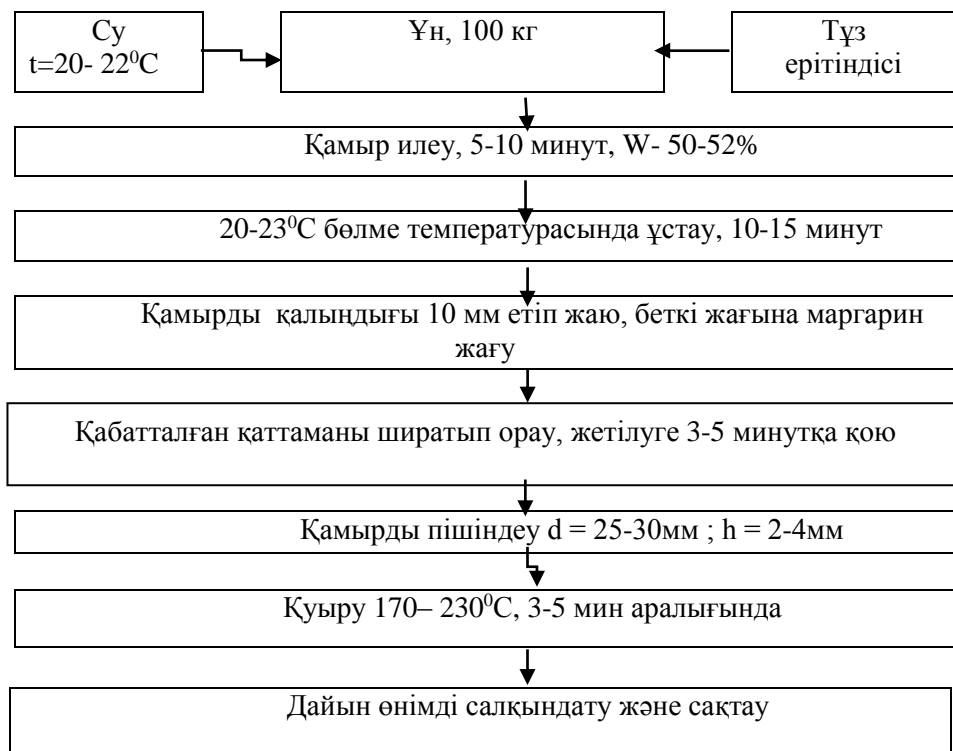 Су
t=20- 22⁰С
Ұн, 100 кг
Тұз
ерітіндісі
Қамыр илеу, 5-10 минут, W- 50-52%
20-23⁰С бөлме температурасында ұстау, 10-15 минут
Қамырды қалыңдығы 10 мм етіп жаю, беткі жағына маргарин
жағу
Қабатталған қаттаманы ширатып орау, жетілуге 3-5 минутқа қою
Қамырды пішіндеу d = 25-30мм ; h = 2-4мм
Қуыру 170– 230⁰С, 3-5 мин аралығында
Дайын өнімді салқындату және сақтау